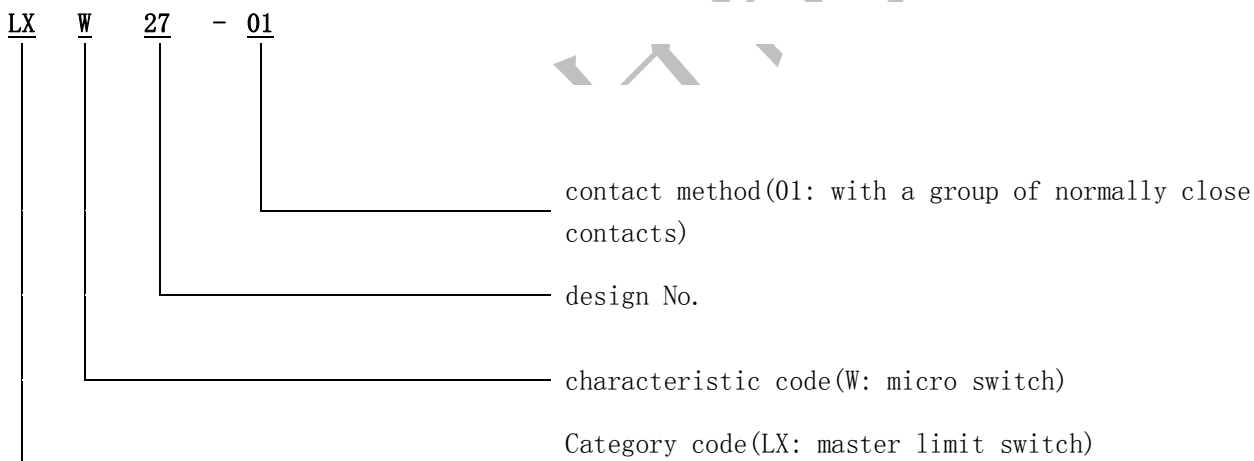 LX W 27 - 01
contact method(01: with a group of normally close
contacts)
design No.
characteristic code(W: micro switch)
Category code(LX: master limit switch)